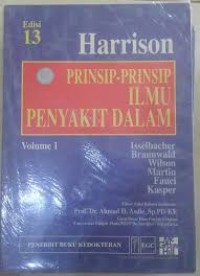 Edisi
13
Harrison
PRINSIP-PRINSIP
ILMU
PENYAKIT DALAM
Volume 1
Isselbacher
Braunwald
Wilson
Martin
Fauci
Kasper
Prof. Dr. Ahmad H. Asdie, Sp.PD-KE
PENERBIT BUKU KEDOKTERAN
EGC